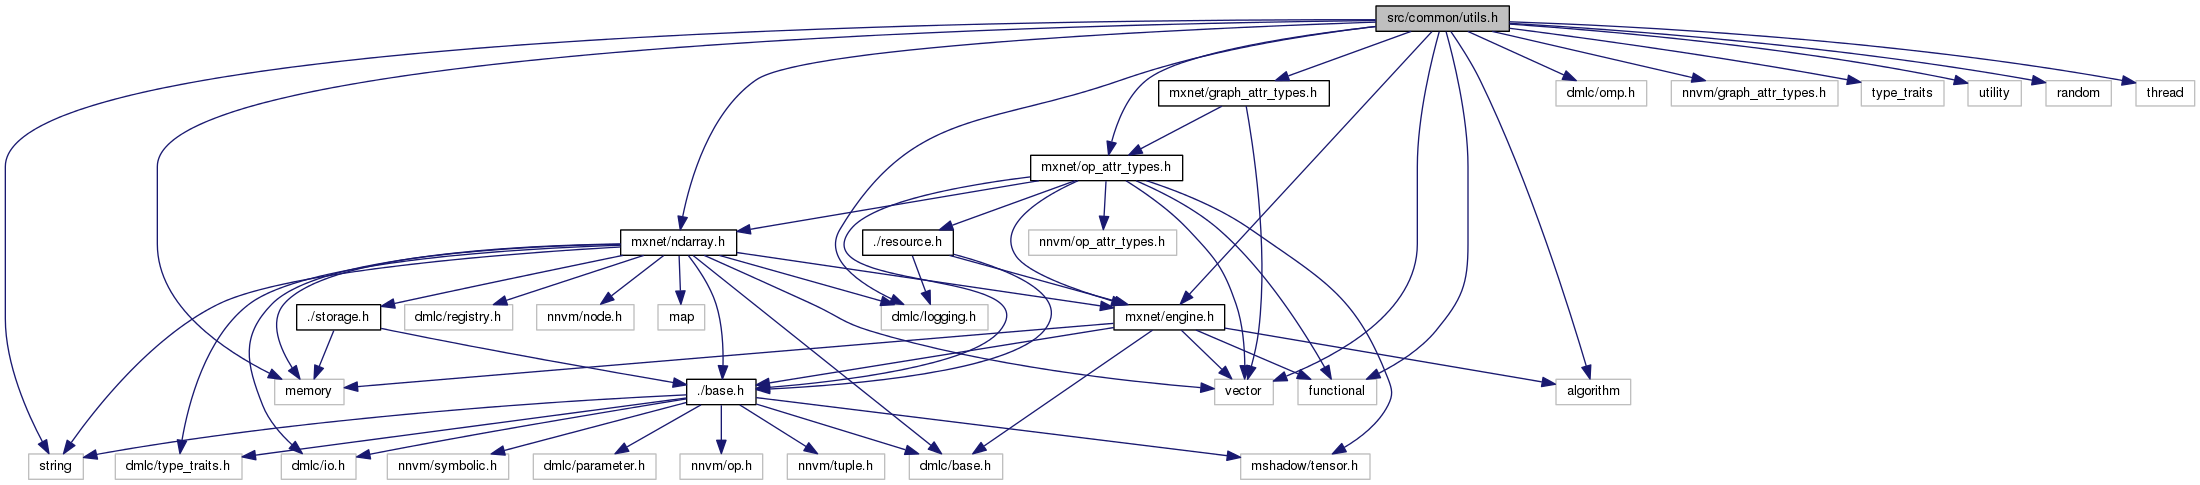 src/common/utils.h
mxnet/graph_attr_types.h
dmlc/omp.h
nnvm/graph_attr_types.h
type_traits
utility
random
thread
mxnet/op_attr_types.h
mxnet/ndarray.h
./resource.h
nnvm/op_attr_types.h
./storage.h
dmlc/registry.h
nnvm/node.h
map
dmlc/logging.h
mxnet/engine.h
memory
./base.h
vector
functional
algorithm
string
dmlc/type_traits.h
dmlc/io.h
nnvm/symbolic.h
dmlc/parameter.h
nnvm/op.h
nnvm/tuple.h
dmlc/base.h
mshadow/tensor.h